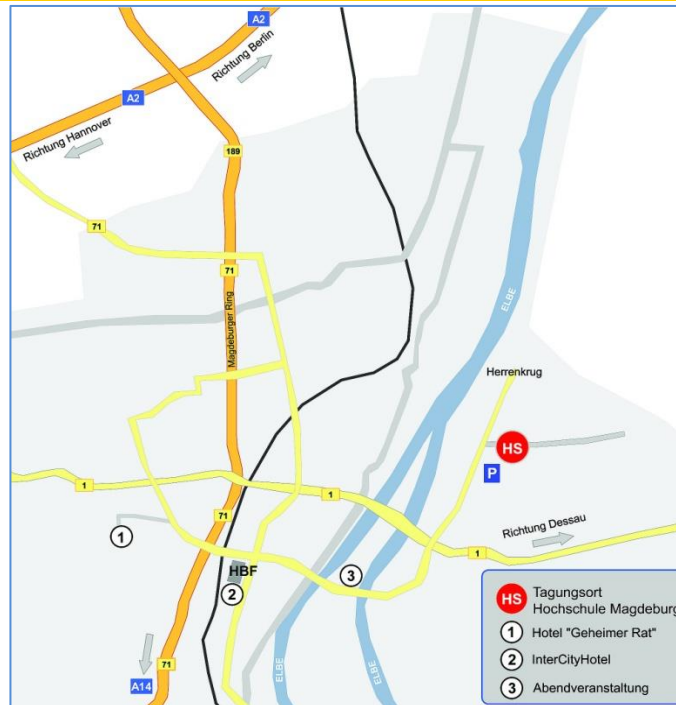 A2
Richtung Berlin
A2
Richtung Hannover
189
71
71
Magdeburger Ring
ELBE
Herrenkrug
HS
P
1
1
71
Richtung Dessau
1
1
HBF
2
3
71
A14
ELBE
ELBE
HS Tagungsort
Hochschule Magdeburg
1 Hotel "Geheimer Rat"
2 InterCityHotel
3 Abendveranstaltung